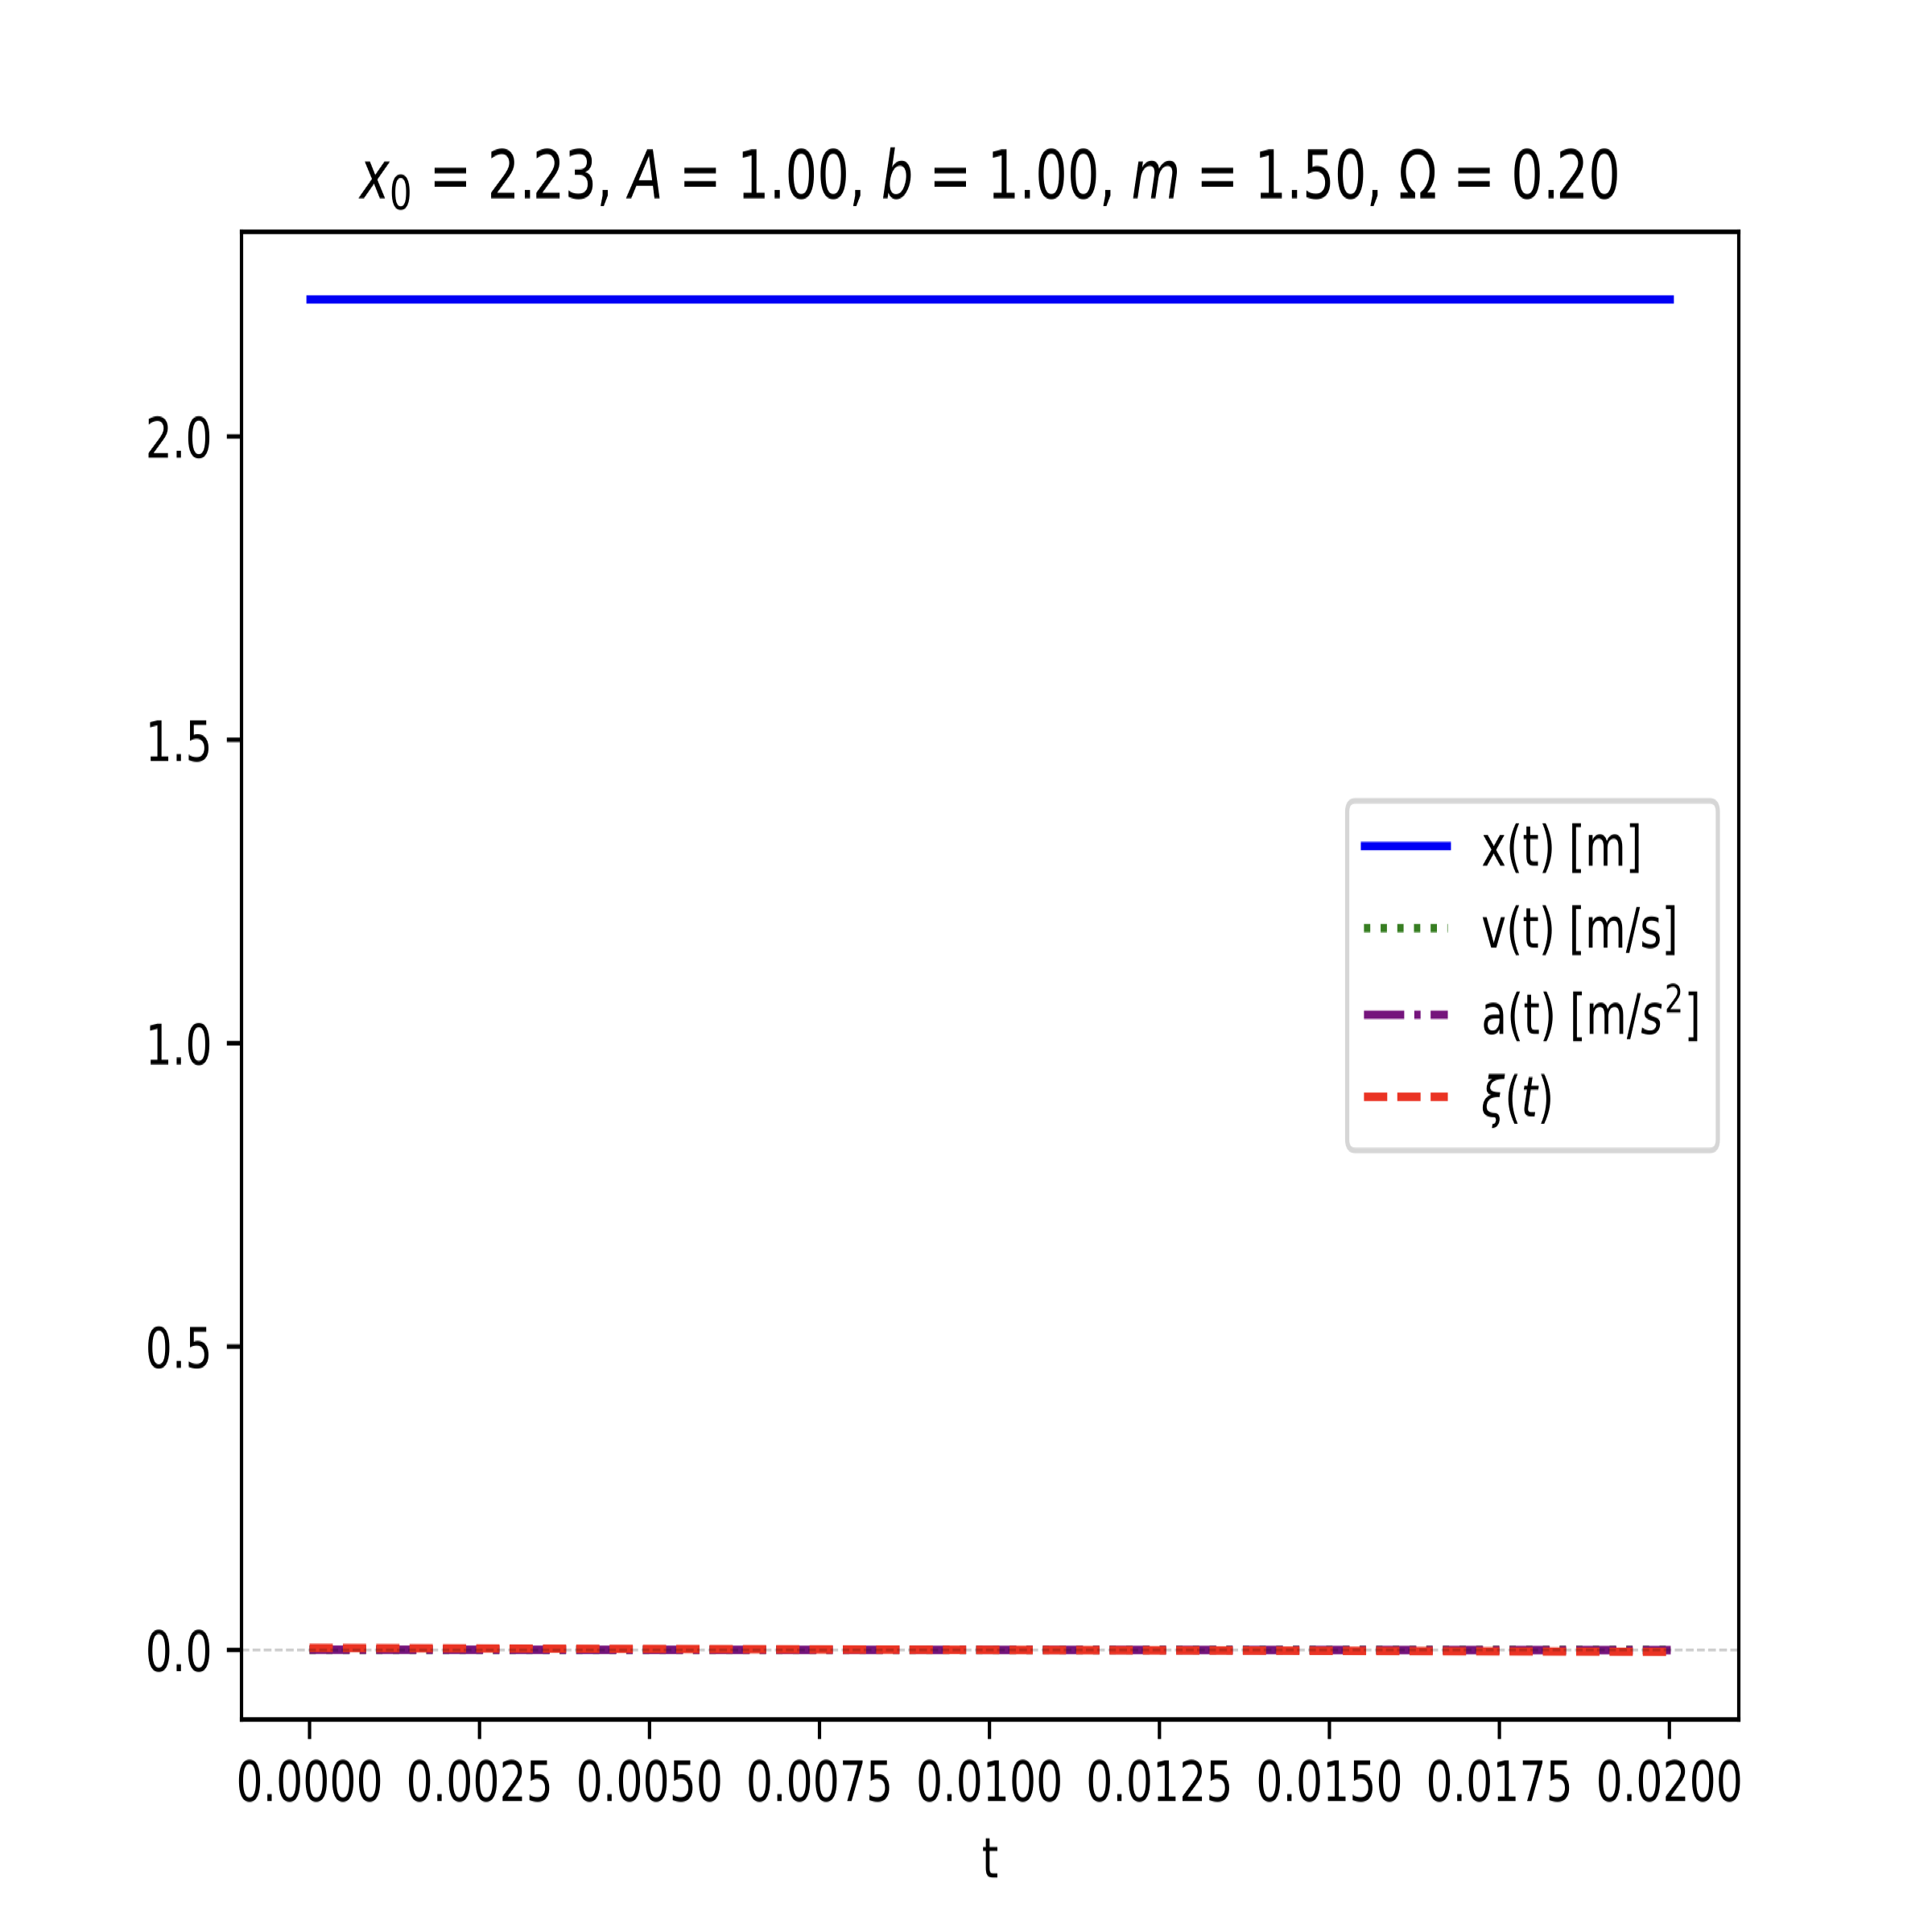 x₀ = 2.23, A = 1.00, b = 1.00, m = 1.50, Ω = 0.20
2.0
1.5
1.0
0.5
0.0
x(t) [m]
v(t) [m/s]
a(t) [m/s²]
ξ(t)
0.0000 0.0025 0.0050 0.0075 0.0100 0.0125 0.0150 0.0175 0.0200
t